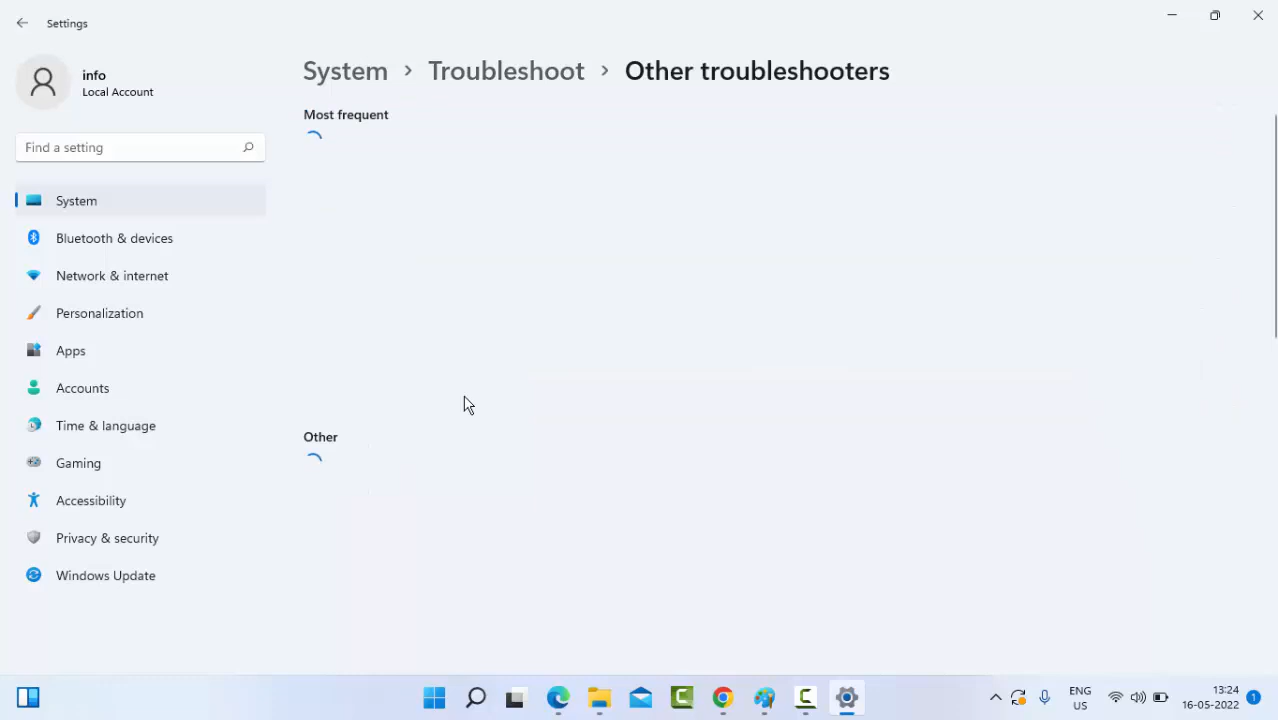 Settings
info
Local Account
Find a setting
System
Bluetooth & devices
Network & internet
Personalization
Apps
Accounts
Time & language
Gaming
Accessibility
Privacy & security
Windows Update
System > Troubleshoot > Other troubleshooters
Most frequent
Other
ENG
US
13:24
16-05-2022
1